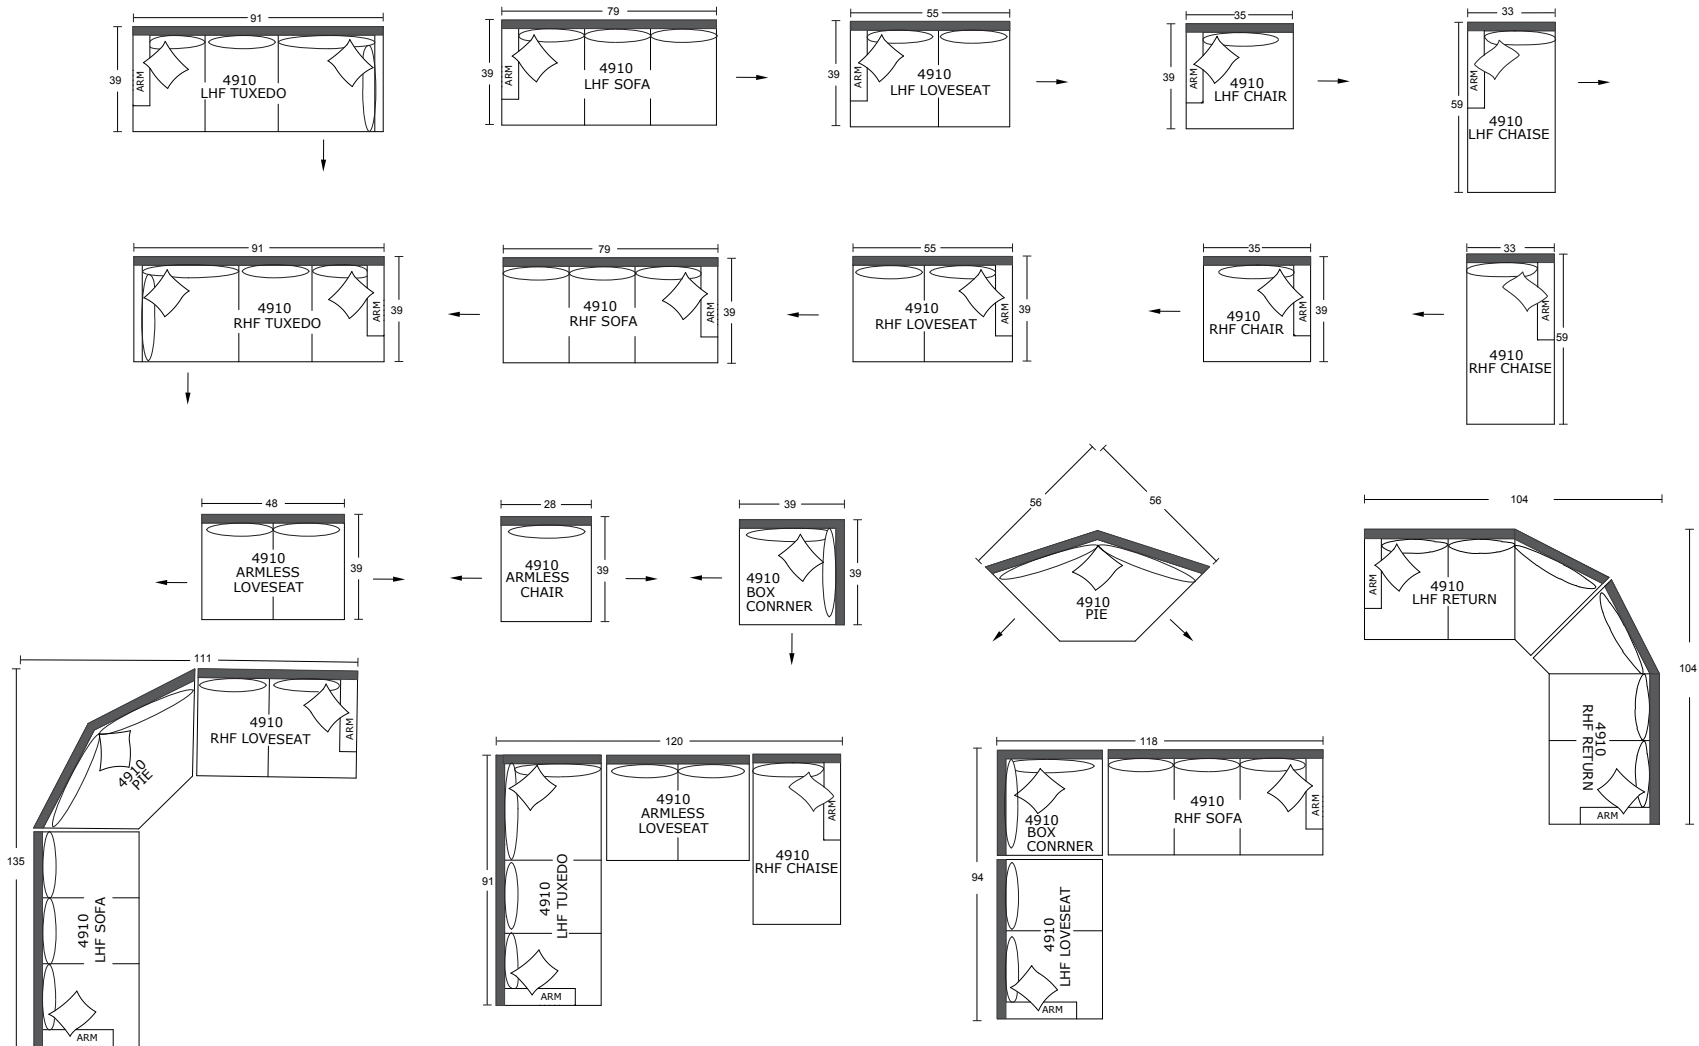 91
39
ARM
4910
LHF TUXEDO
79
39
ARM
4910
LHF SOFA
55
39
ARM
4910
LHF LOVESEAT
35
39
ARM
4910
LHF CHAIR
33
59
ARM
4910
LHF CHAISE
91
4910
RHF TUXEDO
ARM
39
79
4910
RHF SOFA
ARM
39
55
4910
RHF LOVESEAT
ARM
39
35
4910
RHF CHAIR
ARM
39
33
ARM
59
4910
RHF CHAISE
48
4910
ARMLESS
LOVESEAT
39
28
4910
ARMLESS
CHAIR
39
39
4910
BOX
CONRNER
39
56
56
4910
PIE
104
ARM
4910
LHF RETURN
104
4910
RHF RETURN
ARM
111
4910
RHF LOVESEAT
ARM
4910
PIE
135
4910
LHF SOFA
ARM
120
91
4910
LHF TUXEDO
ARM
4910
ARMLESS
LOVESEAT
ARM
4910
RHF CHAISE
118
94
4910
BOX
CONRNER
4910
RHF SOFA
ARM
4910
LHF LOVESEAT
ARM